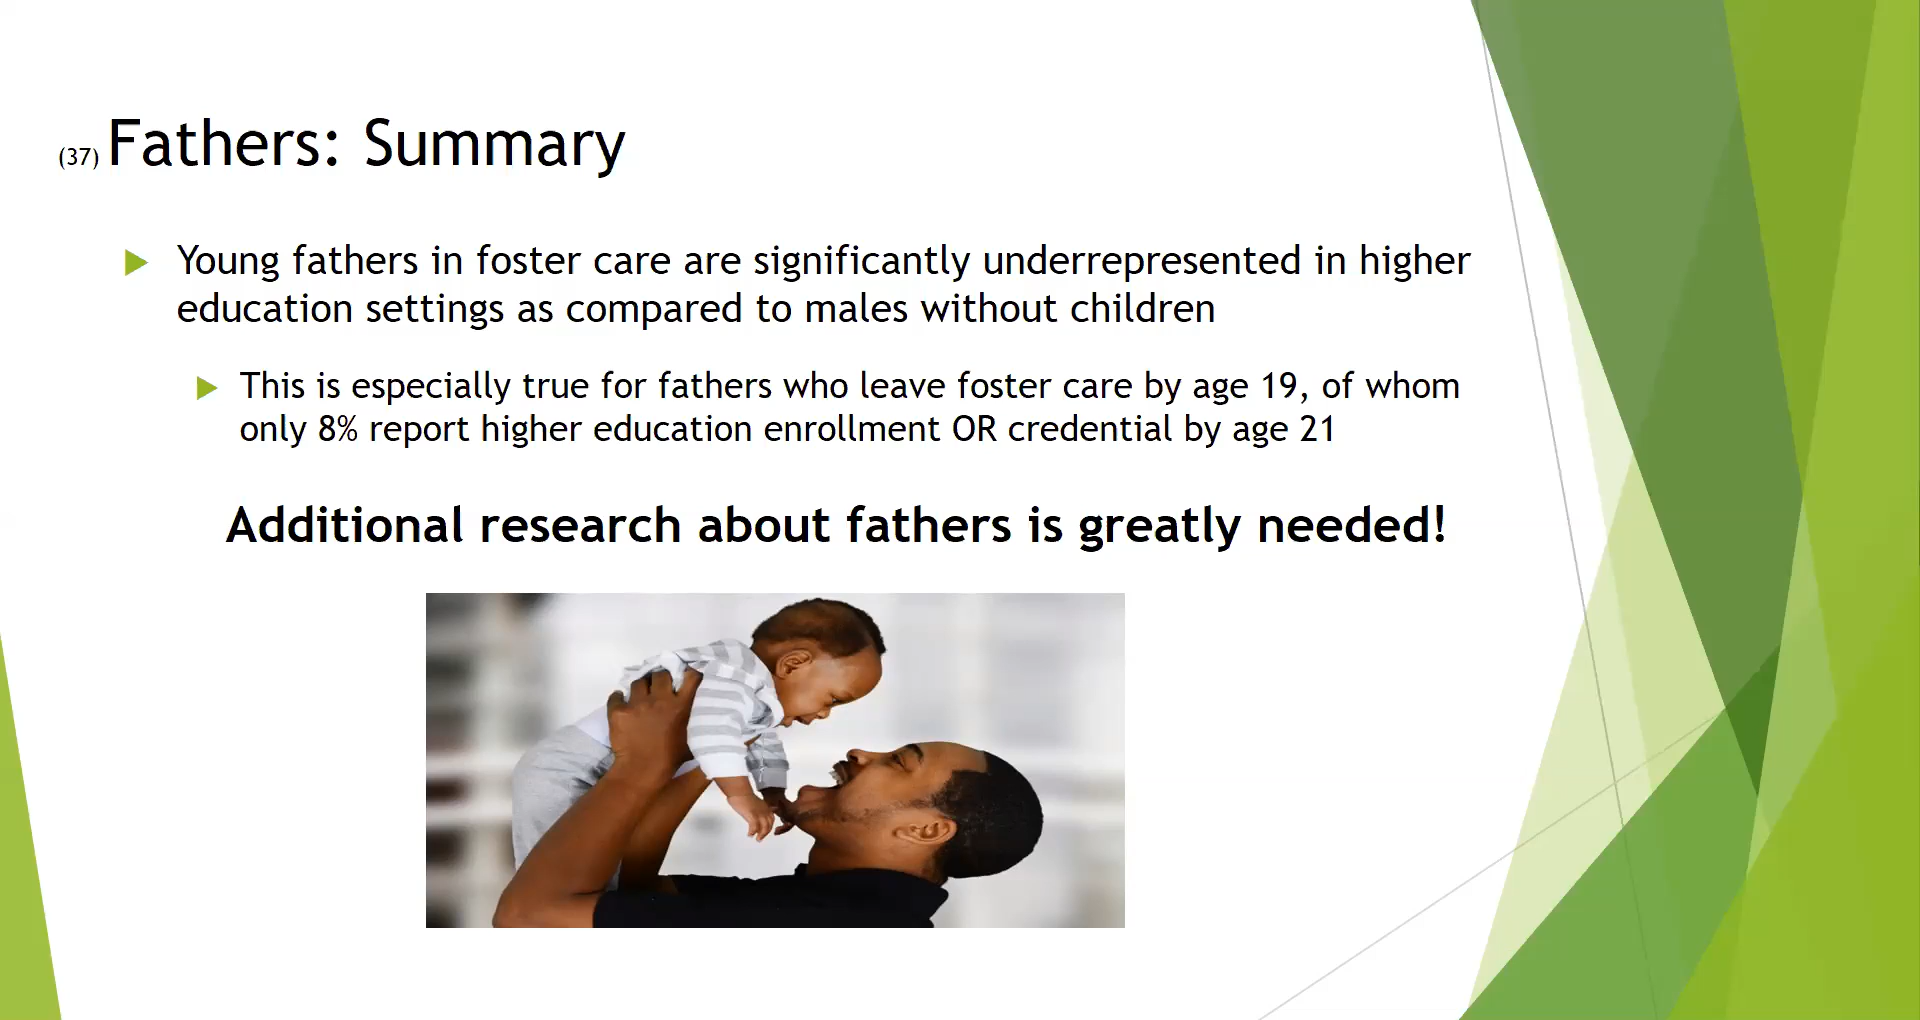 (37) Fathers: Summary
Young fathers in foster care are significantly underrepresented in higher
education settings as compared to males without children
This is especially true for fathers who leave foster care by age 19, of whom
only 8% report higher education enrollment OR credential by age 21
Additional research about fathers is greatly needed!